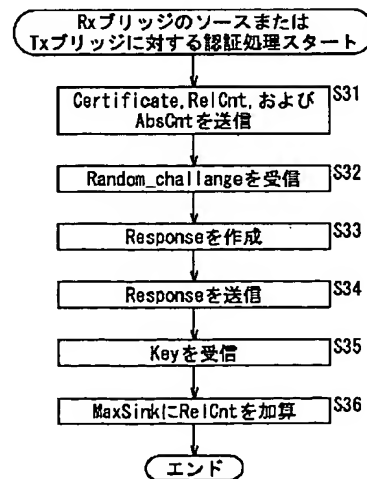 Rxブリッジのソースまたは
Txブリッジに対する認証処理スタート
Certificate,RelCnt,および
AbsCntを送信
S31
Random_challangeを受信
S32
Responseを作成
S33
Responseを送信
S34
Keyを受信
S35
MaxSinkにRelCntを加算
S36
エンド